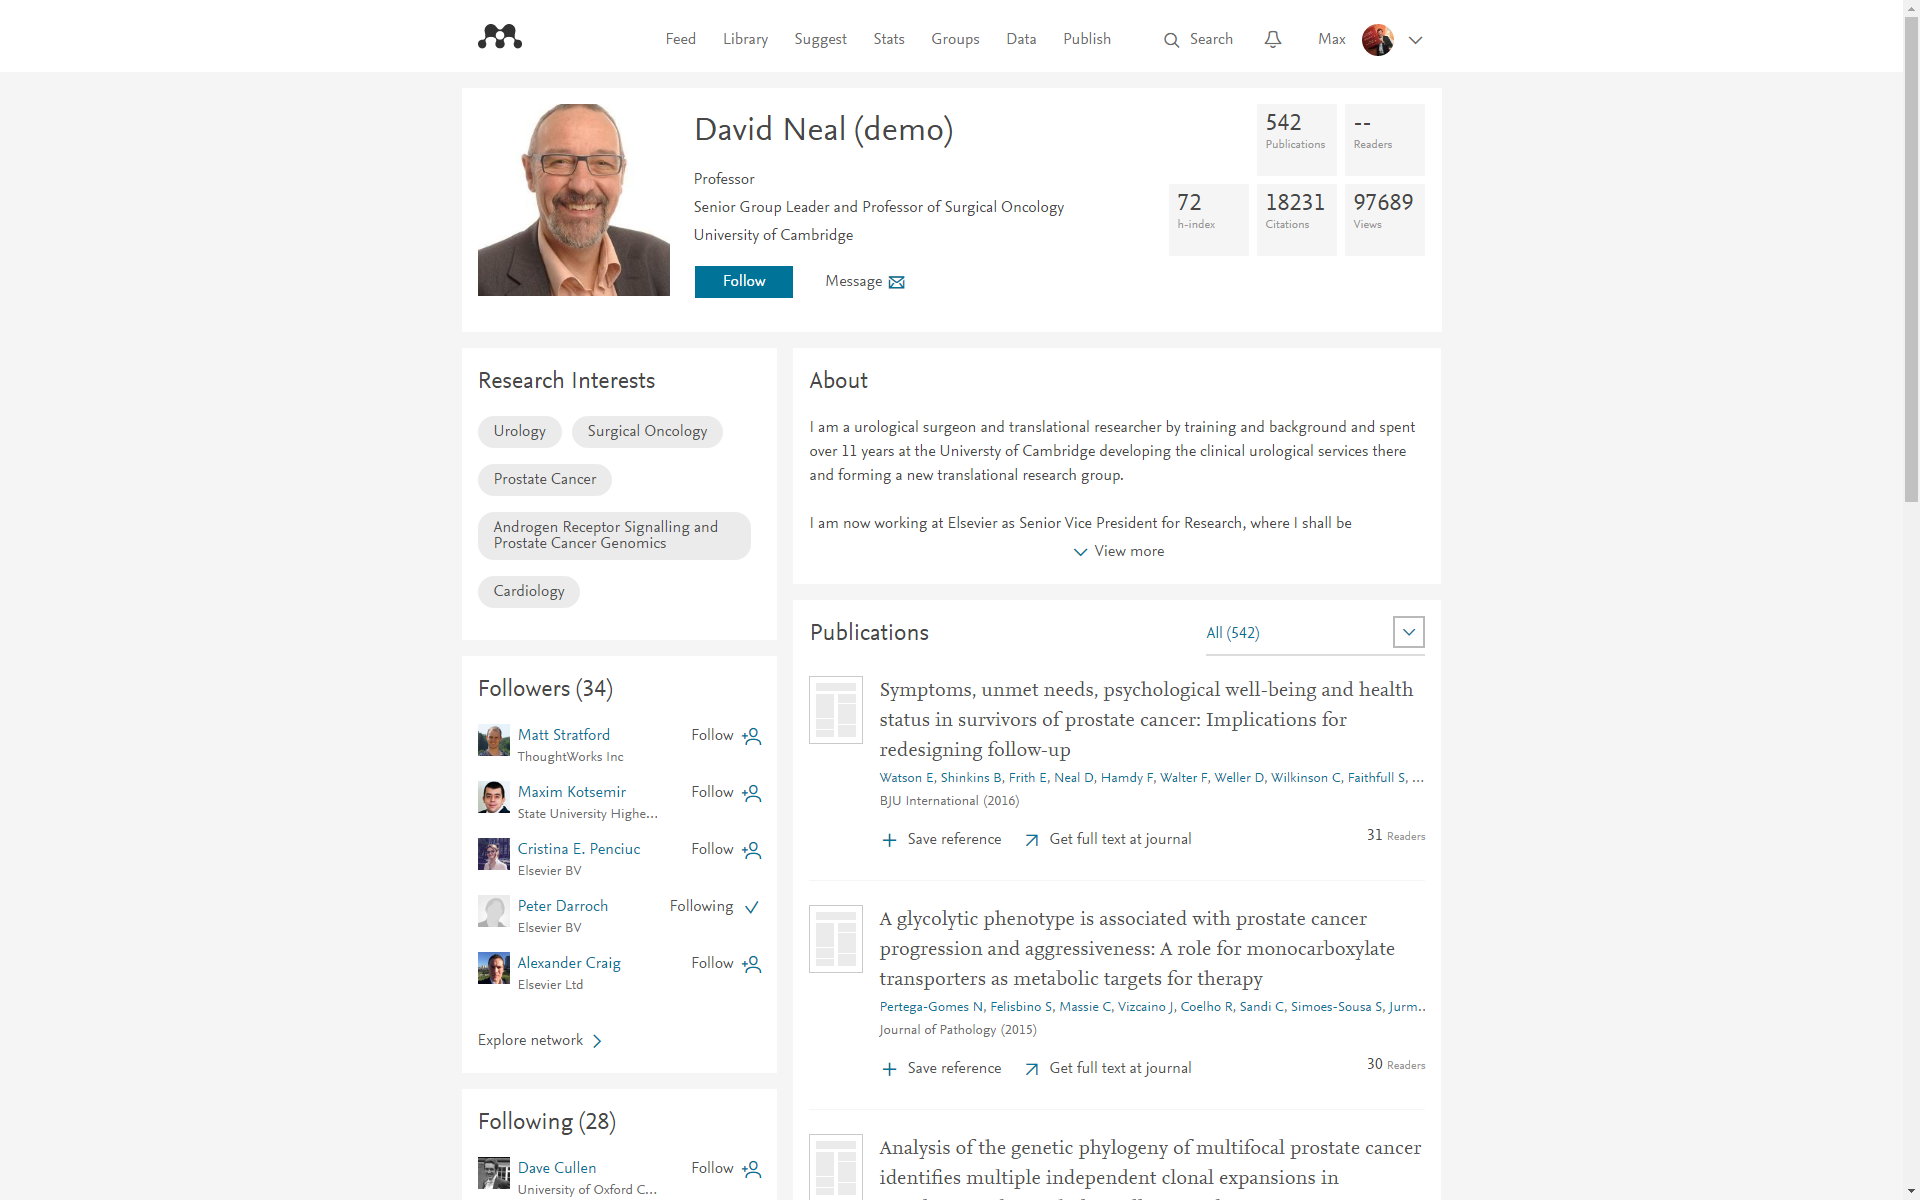 Feed Library Suggest Stats Groups Data Publish Search Max
David Neal (demo)
Professor
Senior Group Leader and Professor of Surgical Oncology
University of Cambridge
Follow Message
542
Publications
--
Readers
72
h-index
18231
Citations
97689
Views
Research Interests
Urology Surgical Oncology
Prostate Cancer
Androgen Receptor Signalling and
Prostate Cancer Genomics
Cardiology
Followers (34)
Matt Stratford Follow
ThoughtWorks Inc
Maxim Kotsemir Follow
State University Highe...
Cristina E. Penciuc Follow
Elsevier BV
Peter Darroch Following
Elsevier BV
Alexander Craig Follow
Elsevier Ltd
Explore network
Following (28)
Dave Cullen Follow
University of Oxford C...
About
I am a urological surgeon and translational researcher by training and background and spent
over 11 years at the Universty of Cambridge developing the clinical urological services there
and forming a new translational research group.
I am now working at Elsevier as Senior Vice President for Research, where I shall be
View more
Publications All (542)
Symptoms, unmet needs, psychological well-being and health
status in survivors of prostate cancer: Implications for
redesigning follow-up
Watson E, Shinkins B, Frith E, Neal D, Hamdy F, Walter F, Weller D, Wilkinson C, Faithfull S, ...
BJU International (2016)
Save reference Get full text at journal 31 Readers
A glycolytic phenotype is associated with prostate cancer
progression and aggressiveness: A role for monocarboxylate
transporters as metabolic targets for therapy
Pertega-Gomes N, Felisbino S, Massie C, Vizcaino J, Coelho R, Sandi C, Simoes-Sousa S, Jurm..
Journal of Pathology (2015)
Save reference Get full text at journal 30 Readers
Analysis of the genetic phylogeny of multifocal prostate cancer
identifies multiple independent clonal expansions in